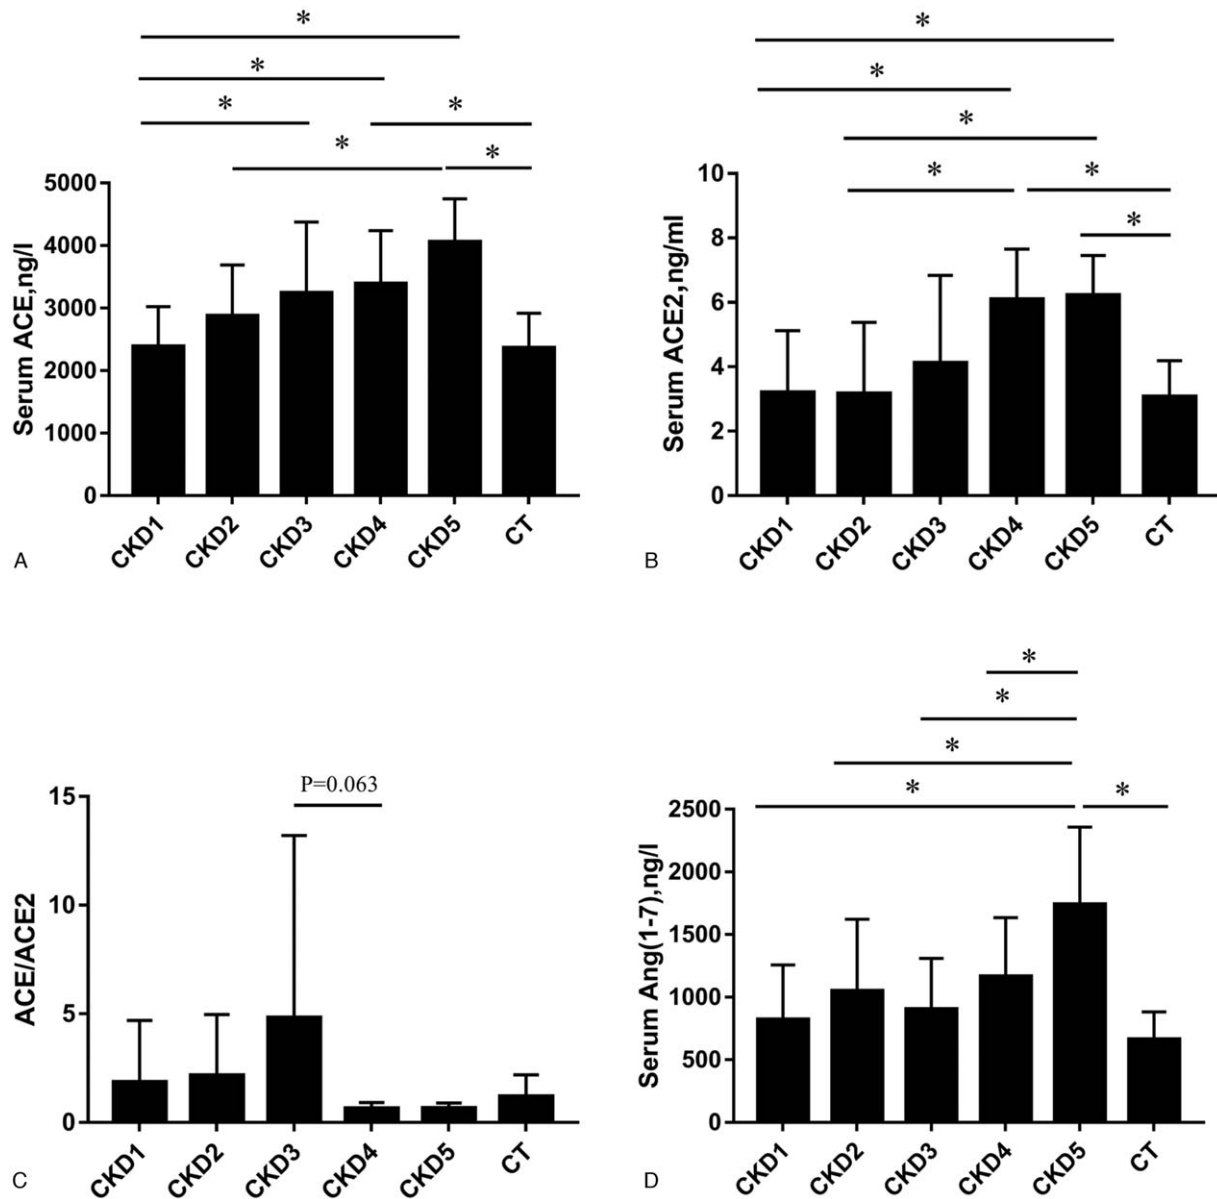 *
*
*
*
*
*
Serum ACE,ng/l
5000
4000
3000
2000
1000
0
CKD1
CKD2
CKD3
CKD4
CKD5
CT
A
*
*
*
*
*
*
Serum ACE2,ng/ml
10
8
6
4
2
0
CKD1
CKD2
CKD3
CKD4
CKD5
CT
B
P=0.063
ACE/ACE2
15
10
5
0
CKD1
CKD2
CKD3
CKD4
CKD5
CT
C
*
*
*
*
*
Serum Ang(1-7),ng/l
2500
2000
1500
1000
500
0
CKD1
CKD2
CKD3
CKD4
CKD5
CT
D